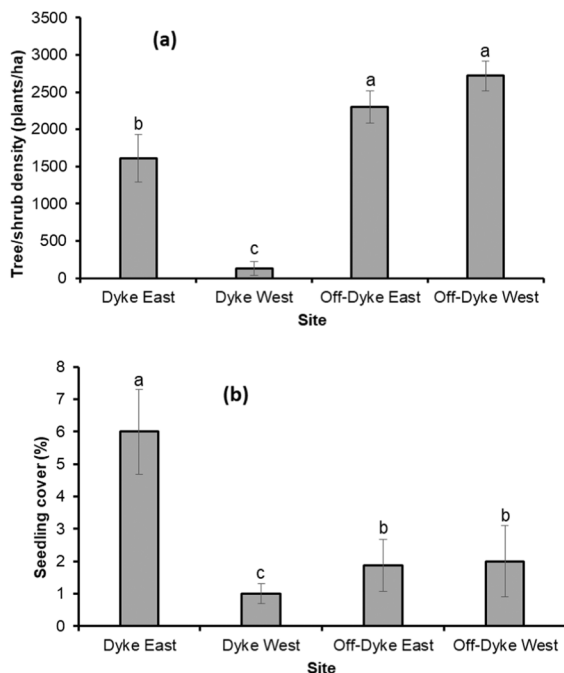 (a)
Tree/shrub density (plants/ha)
3500
3000
2500
2000
1500
1000
500
0
b
c
a
a
Dyke East Dyke West Off-Dyke East Off-Dyke West
Site
(b)
Seedling cover (%)
8
7
6
5
4
3
2
1
0
a
c
b
b
Dyke East Dyke West Off-Dyke East Off-Dyke West
Site